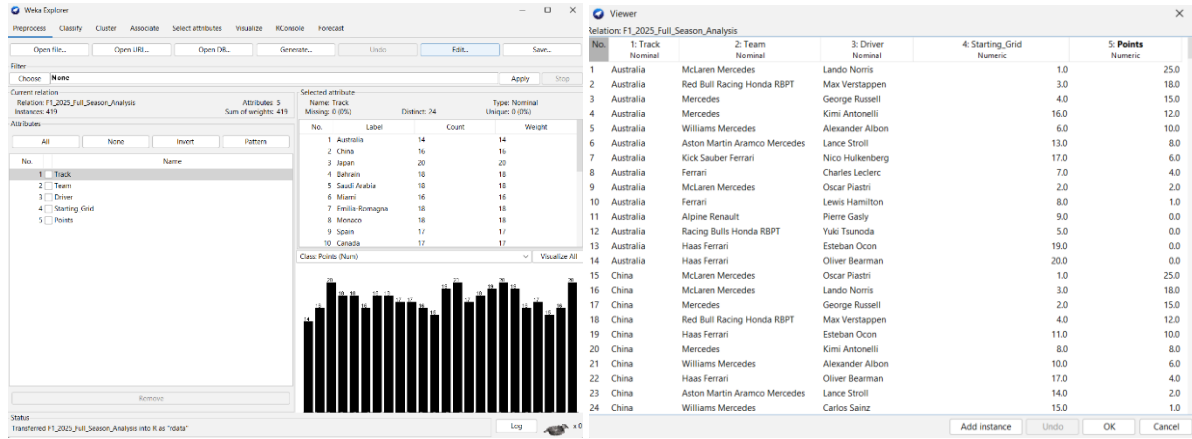 Weka Explorer
Preprocess Classify Cluster Associate Select attributes Visualize RConsole Forecast
Open file... Open URL... Open DB... Generate... Undo Edit... Save...
Filter
Choose None Apply Stop
Current relation
Relation: F1_2025_Full_Season_Analysis Attributes: 5
Instances: 419 Sum of weights: 419
Attributes
All None Invert Pattern
No. Name
1 Track
2 Team
3 Driver
4 Starting Grid
5 Points
Remove
Selected attribute
Name: Track Type: Nominal
Missing: 0 (0%) Distinct: 24 Unique: 0 (0%)
No. Label Count Weight
1 Australia 14 14
2 China 16 16
3 Japan 20 20
4 Bahrain 18 18
5 Saudi Arabia 18 18
6 Miami 16 16
7 Emilia-Romagna 18 18
8 Monaco 18 18
9 Spain 17 17
10 Canada 17 17
Class: Points (Num) Visualize All
Status
Transferred F1_2025_Full_Season_Analysis into R as "rdata"
Log x 0
Viewer
Relation: F1_2025_Full_Season_Analysis
No. 1: Track 2: Team 3: Driver 4: Starting_Grid 5: Points
Nominal Nominal Nominal Numeric Numeric
1 Australia McLaren Mercedes Lando Norris 1.0 25.0
2 Australia Red Bull Racing Honda RBPT Max Verstappen 3.0 18.0
3 Australia Mercedes George Russell 4.0 15.0
4 Australia Mercedes Kimi Antonelli 16.0 12.0
5 Australia Williams Mercedes Alexander Albon 6.0 10.0
6 Australia Aston Martin Aramco Mercedes Lance Stroll 13.0 8.0
7 Australia Kick Sauber Ferrari Nico Hulkenberg 17.0 6.0
8 Australia Ferrari Charles Leclerc 7.0 4.0
9 Australia McLaren Mercedes Oscar Piastri 2.0 2.0
10 Australia Ferrari Lewis Hamilton 8.0 1.0
11 Australia Alpine Renault Pierre Gasly 9.0 0.0
12 Australia Racing Bulls Honda RBPT Yuki Tsunoda 5.0 0.0
13 Australia Haas Ferrari Esteban Ocon 19.0 0.0
14 Australia Haas Ferrari Oliver Bearman 20.0 0.0
15 China McLaren Mercedes Oscar Piastri 1.0 25.0
16 China McLaren Mercedes Lando Norris 3.0 18.0
17 China Mercedes George Russell 2.0 15.0
18 China Red Bull Racing Honda RBPT Max Verstappen 4.0 12.0
19 China Haas Ferrari Esteban Ocon 11.0 10.0
20 China Mercedes Kimi Antonelli 8.0 8.0
21 China Williams Mercedes Alexander Albon 10.0 6.0
22 China Haas Ferrari Oliver Bearman 17.0 4.0
23 China Aston Martin Aramco Mercedes Lance Stroll 14.0 2.0
24 China Williams Mercedes Carlos Sainz 15.0 1.0
Add instance Undo OK Cancel